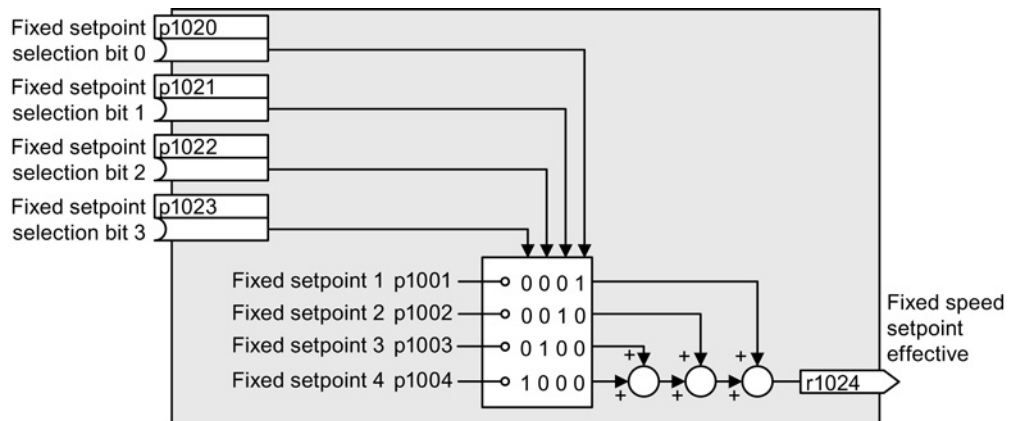 Fixed setpoint
selection bit 0
p1020
Fixed setpoint
selection bit 1
p1021
Fixed setpoint
selection bit 2
p1022
Fixed setpoint
selection bit 3
p1023
Fixed setpoint 1 p1001
0 0 0 1
Fixed setpoint 2 p1002
0 0 1 0
Fixed setpoint 3 p1003
0 1 0 0
Fixed setpoint 4 p1004
1 0 0 0
+ + +
+ + +
r1024
Fixed speed
setpoint
effective